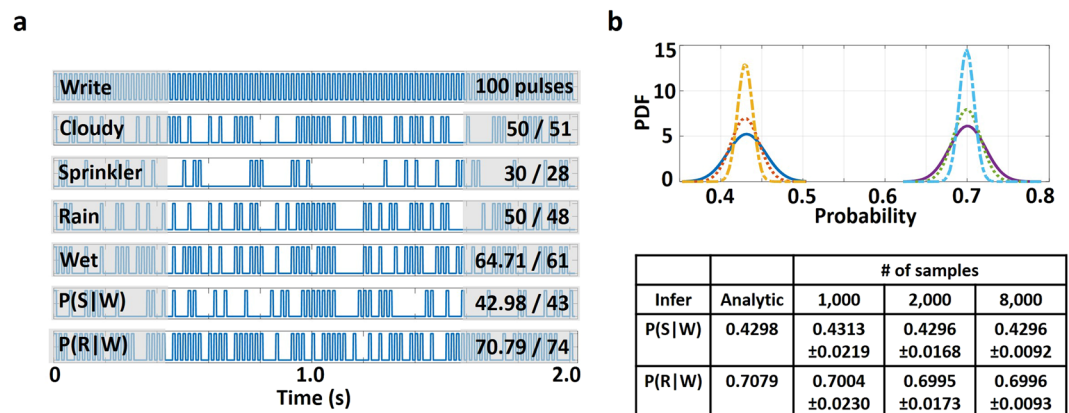 a
Write 100 pulses
Cloudy 50 / 51
Sprinkler 30 / 28
Rain 50 / 48
Wet 64.71 / 61
P(S|W) 42.98 / 43
P(R|W) 70.79 / 74
0 1.0 2.0
Time (s)
b
15
10
5
0
PDF
0.4 0.5 0.6 0.7 0.8
Probability
# of samples
Infer Analytic 1,000 2,000 8,000
P(S|W) 0.4298 0.4313 0.4296 0.4296
±0.0219 ±0.0168 ±0.0092
P(R|W) 0.7079 0.7004 0.6995 0.6996
±0.0230 ±0.0173 ±0.0093